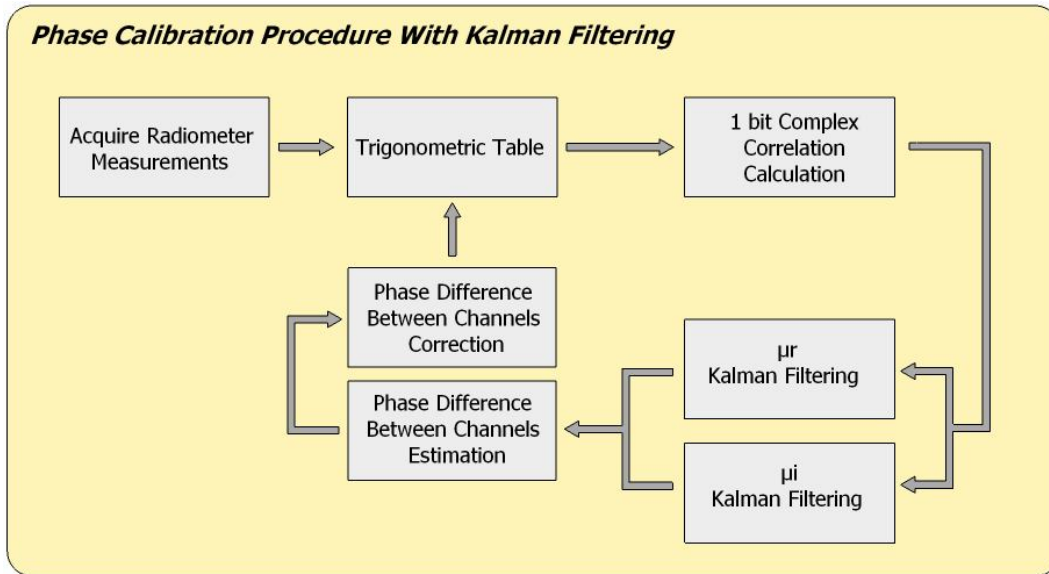 Phase Calibration Procedure With Kalman Filtering
Acquire Radiometer
Measurements
Trigonometric Table
1 bit Complex
Correlation
Calculation
Phase Difference
Between Channels
Correction
µr
Kalman Filtering
Phase Difference
Between Channels
Estimation
µi
Kalman Filtering